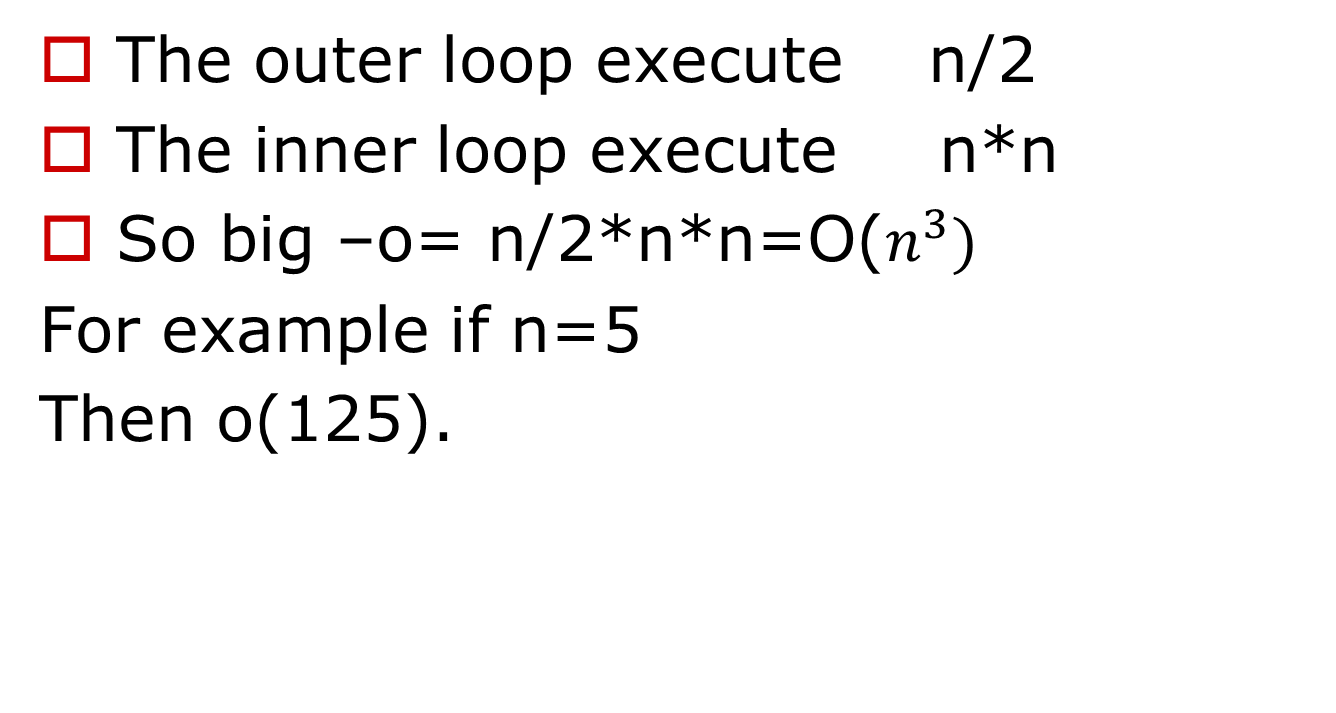 The outer loop execute n/2
The inner loop execute n*n
So big –o= n/2*n*n=O(n³)
For example if n=5
Then o(125).